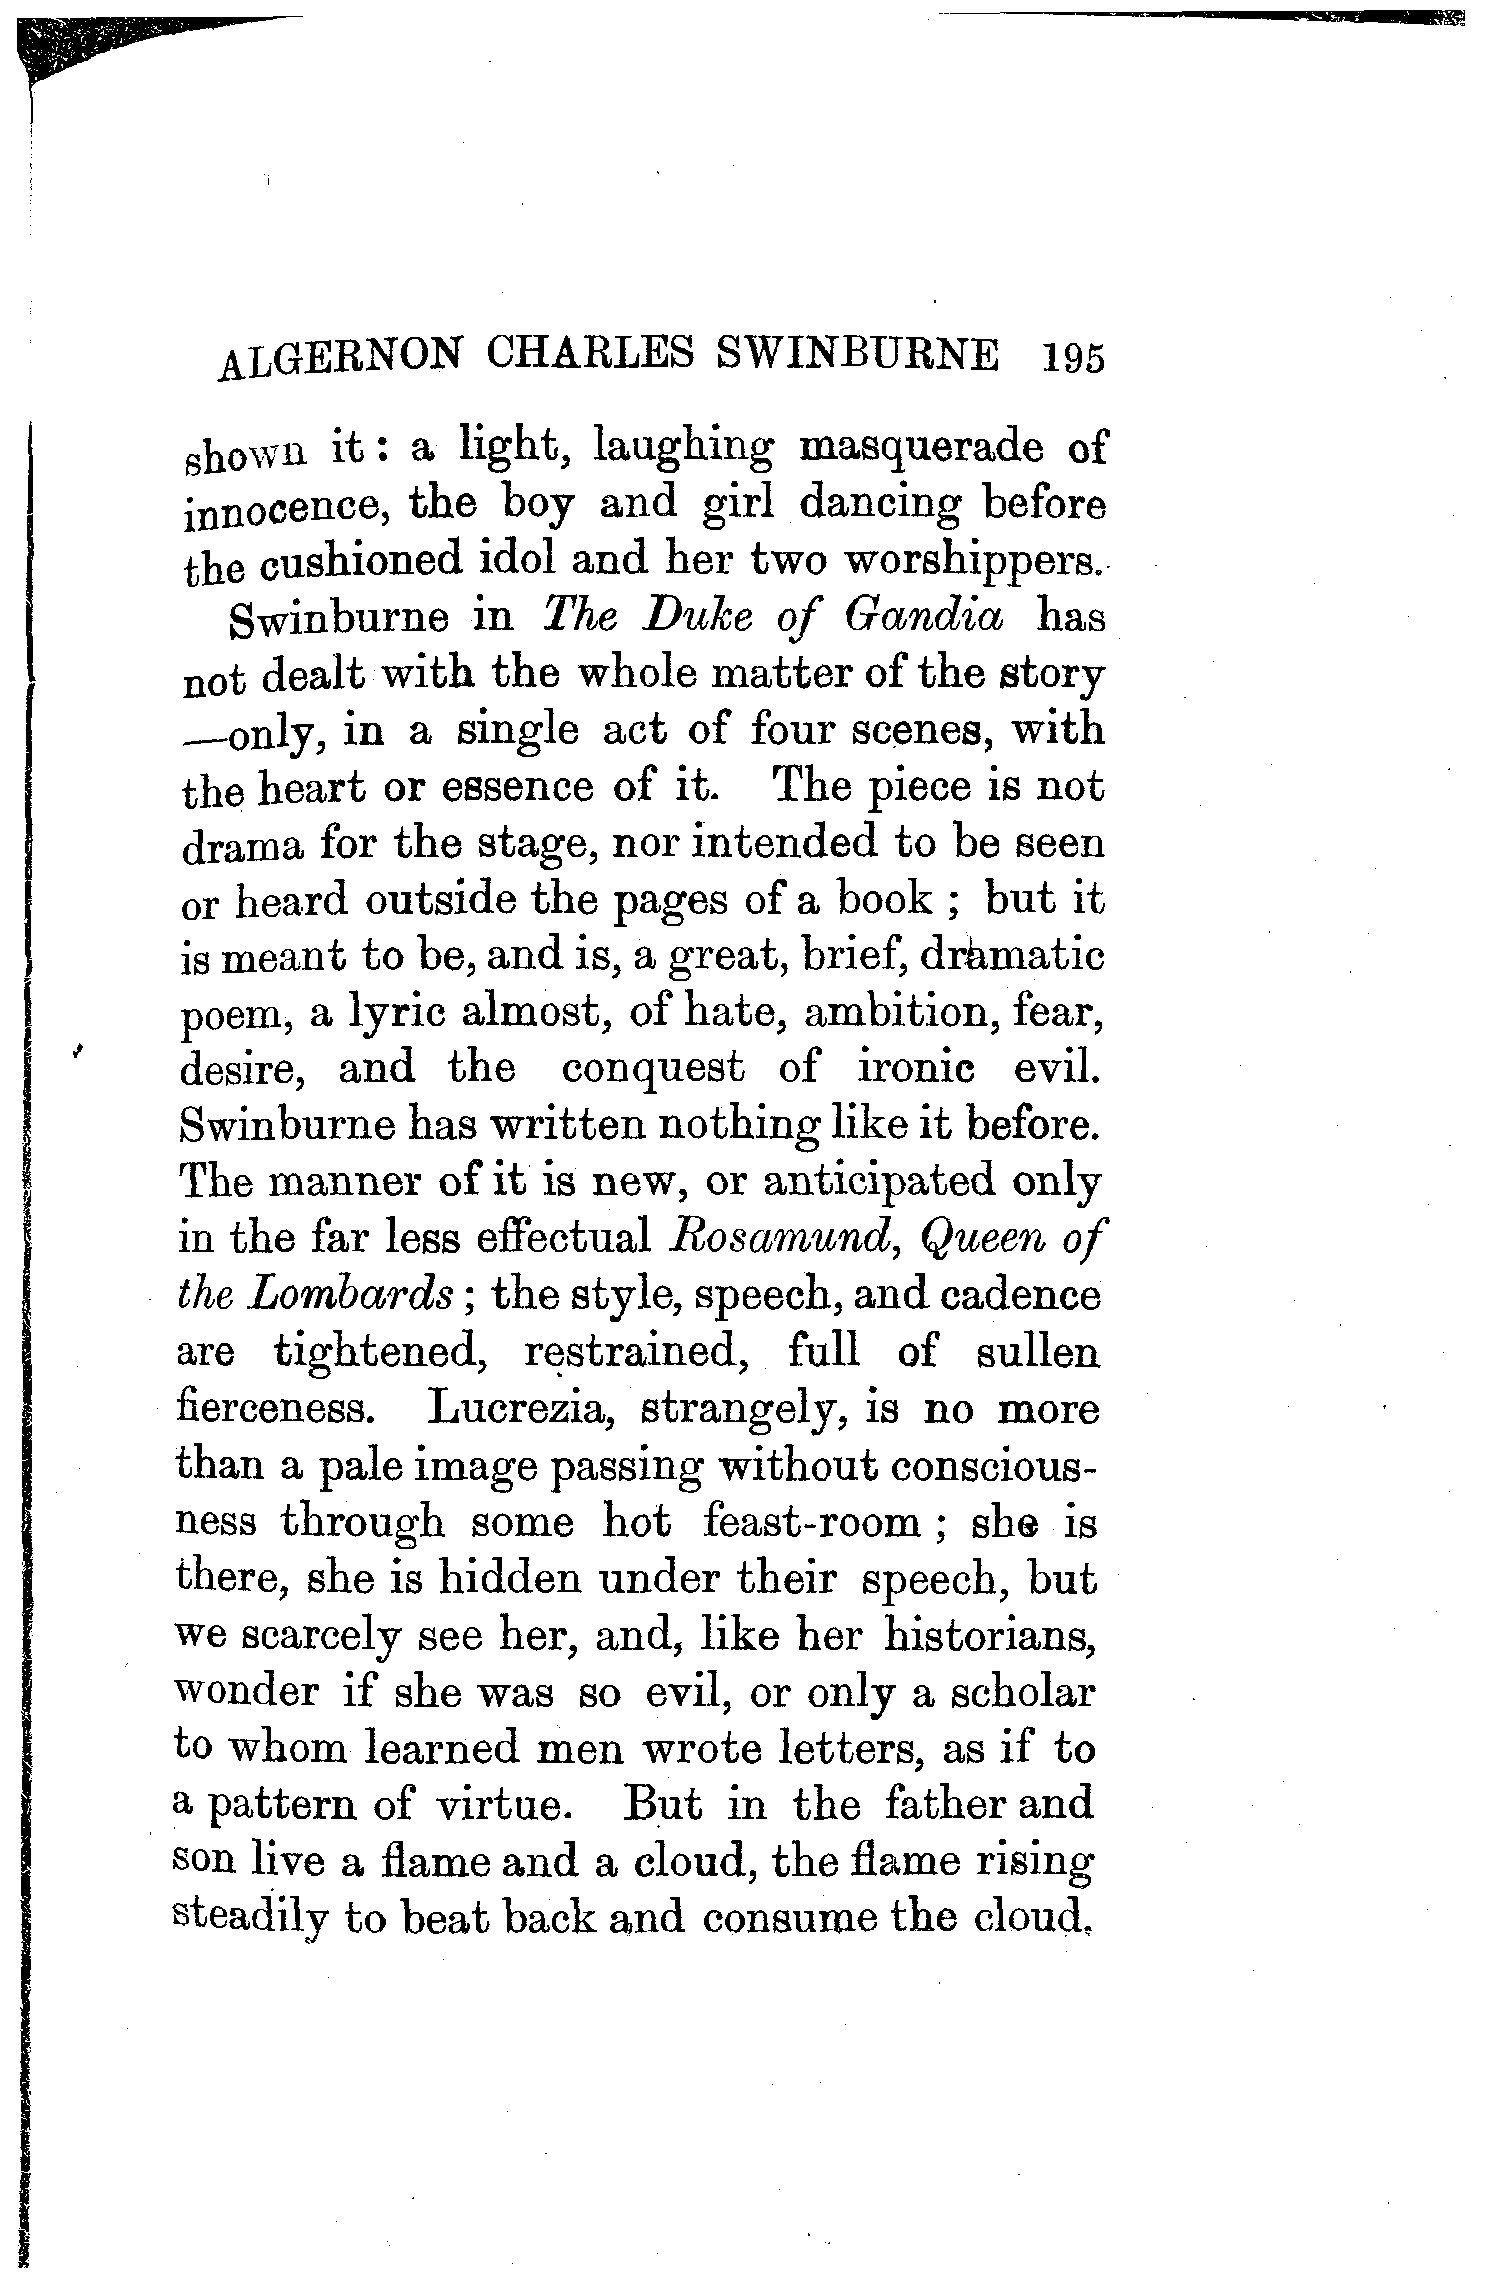 ALGERNON CHARLES SWINBURNE 195
shown it : a light, laughing masquerade of
innocence, the boy and girl dancing before
the cushioned idol and her two worshippers.
Swinburne in The Duke of Gandia has
not dealt with the whole matter of the story
—only, in a single act of four scenes, with
the heart or essence of it. The piece is not
drama for the stage, nor intended to be seen
or heard outside the pages of a book ; but it
is meant to be, and is, a great, brief, dramatic
poem, a lyric almost, of hate, ambition, fear,
desire, and the conquest of ironic evil.
Swinburne has written nothing like it before.
The manner of it is new, or anticipated only
in the far less effectual Rosamund, Queen of
the Lombards ; the style, speech, and cadence
are tightened, restrained, full of sullen
fierceness. Lucrezia, strangely, is no more
than a pale image passing without conscious-
ness through some hot feast-room ; she is
there, she is hidden under their speech, but
we scarcely see her, and, like her historians,
wonder if she was so evil, or only a scholar
to whom learned men wrote letters, as if to
a pattern of virtue. But in the father and
son live a flame and a cloud, the flame rising
steadily to beat back and consume the cloud.